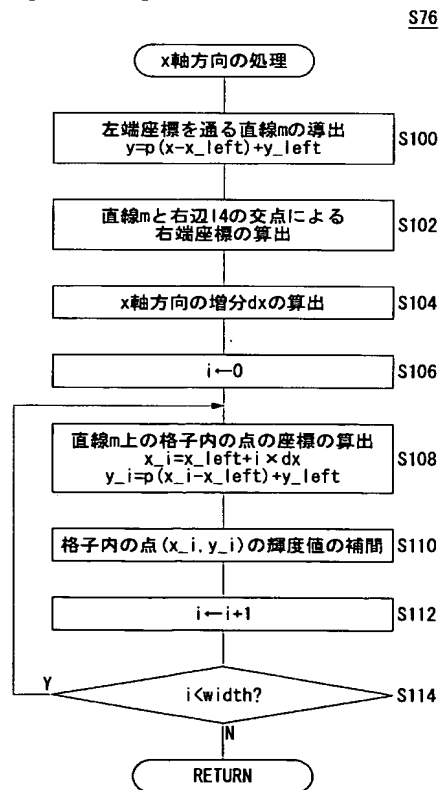 S76
x軸方向の処理
左端座標を通る直線mの導出
y=p(x-x_left)+y_left
S100
直線mと右辺l4の交点による
右端座標の算出
S102
x軸方向の増分dxの算出
S104
i←0
S106
直線m上の格子内の点の座標の算出
x_i=x_left+i×dx
y_i=p(x_i-x_left)+y_left
S108
格子内の点(x_i,y_i)の輝度値の補間
S110
i←i+1
S112
Y
i<width?
S114
N
RETURN